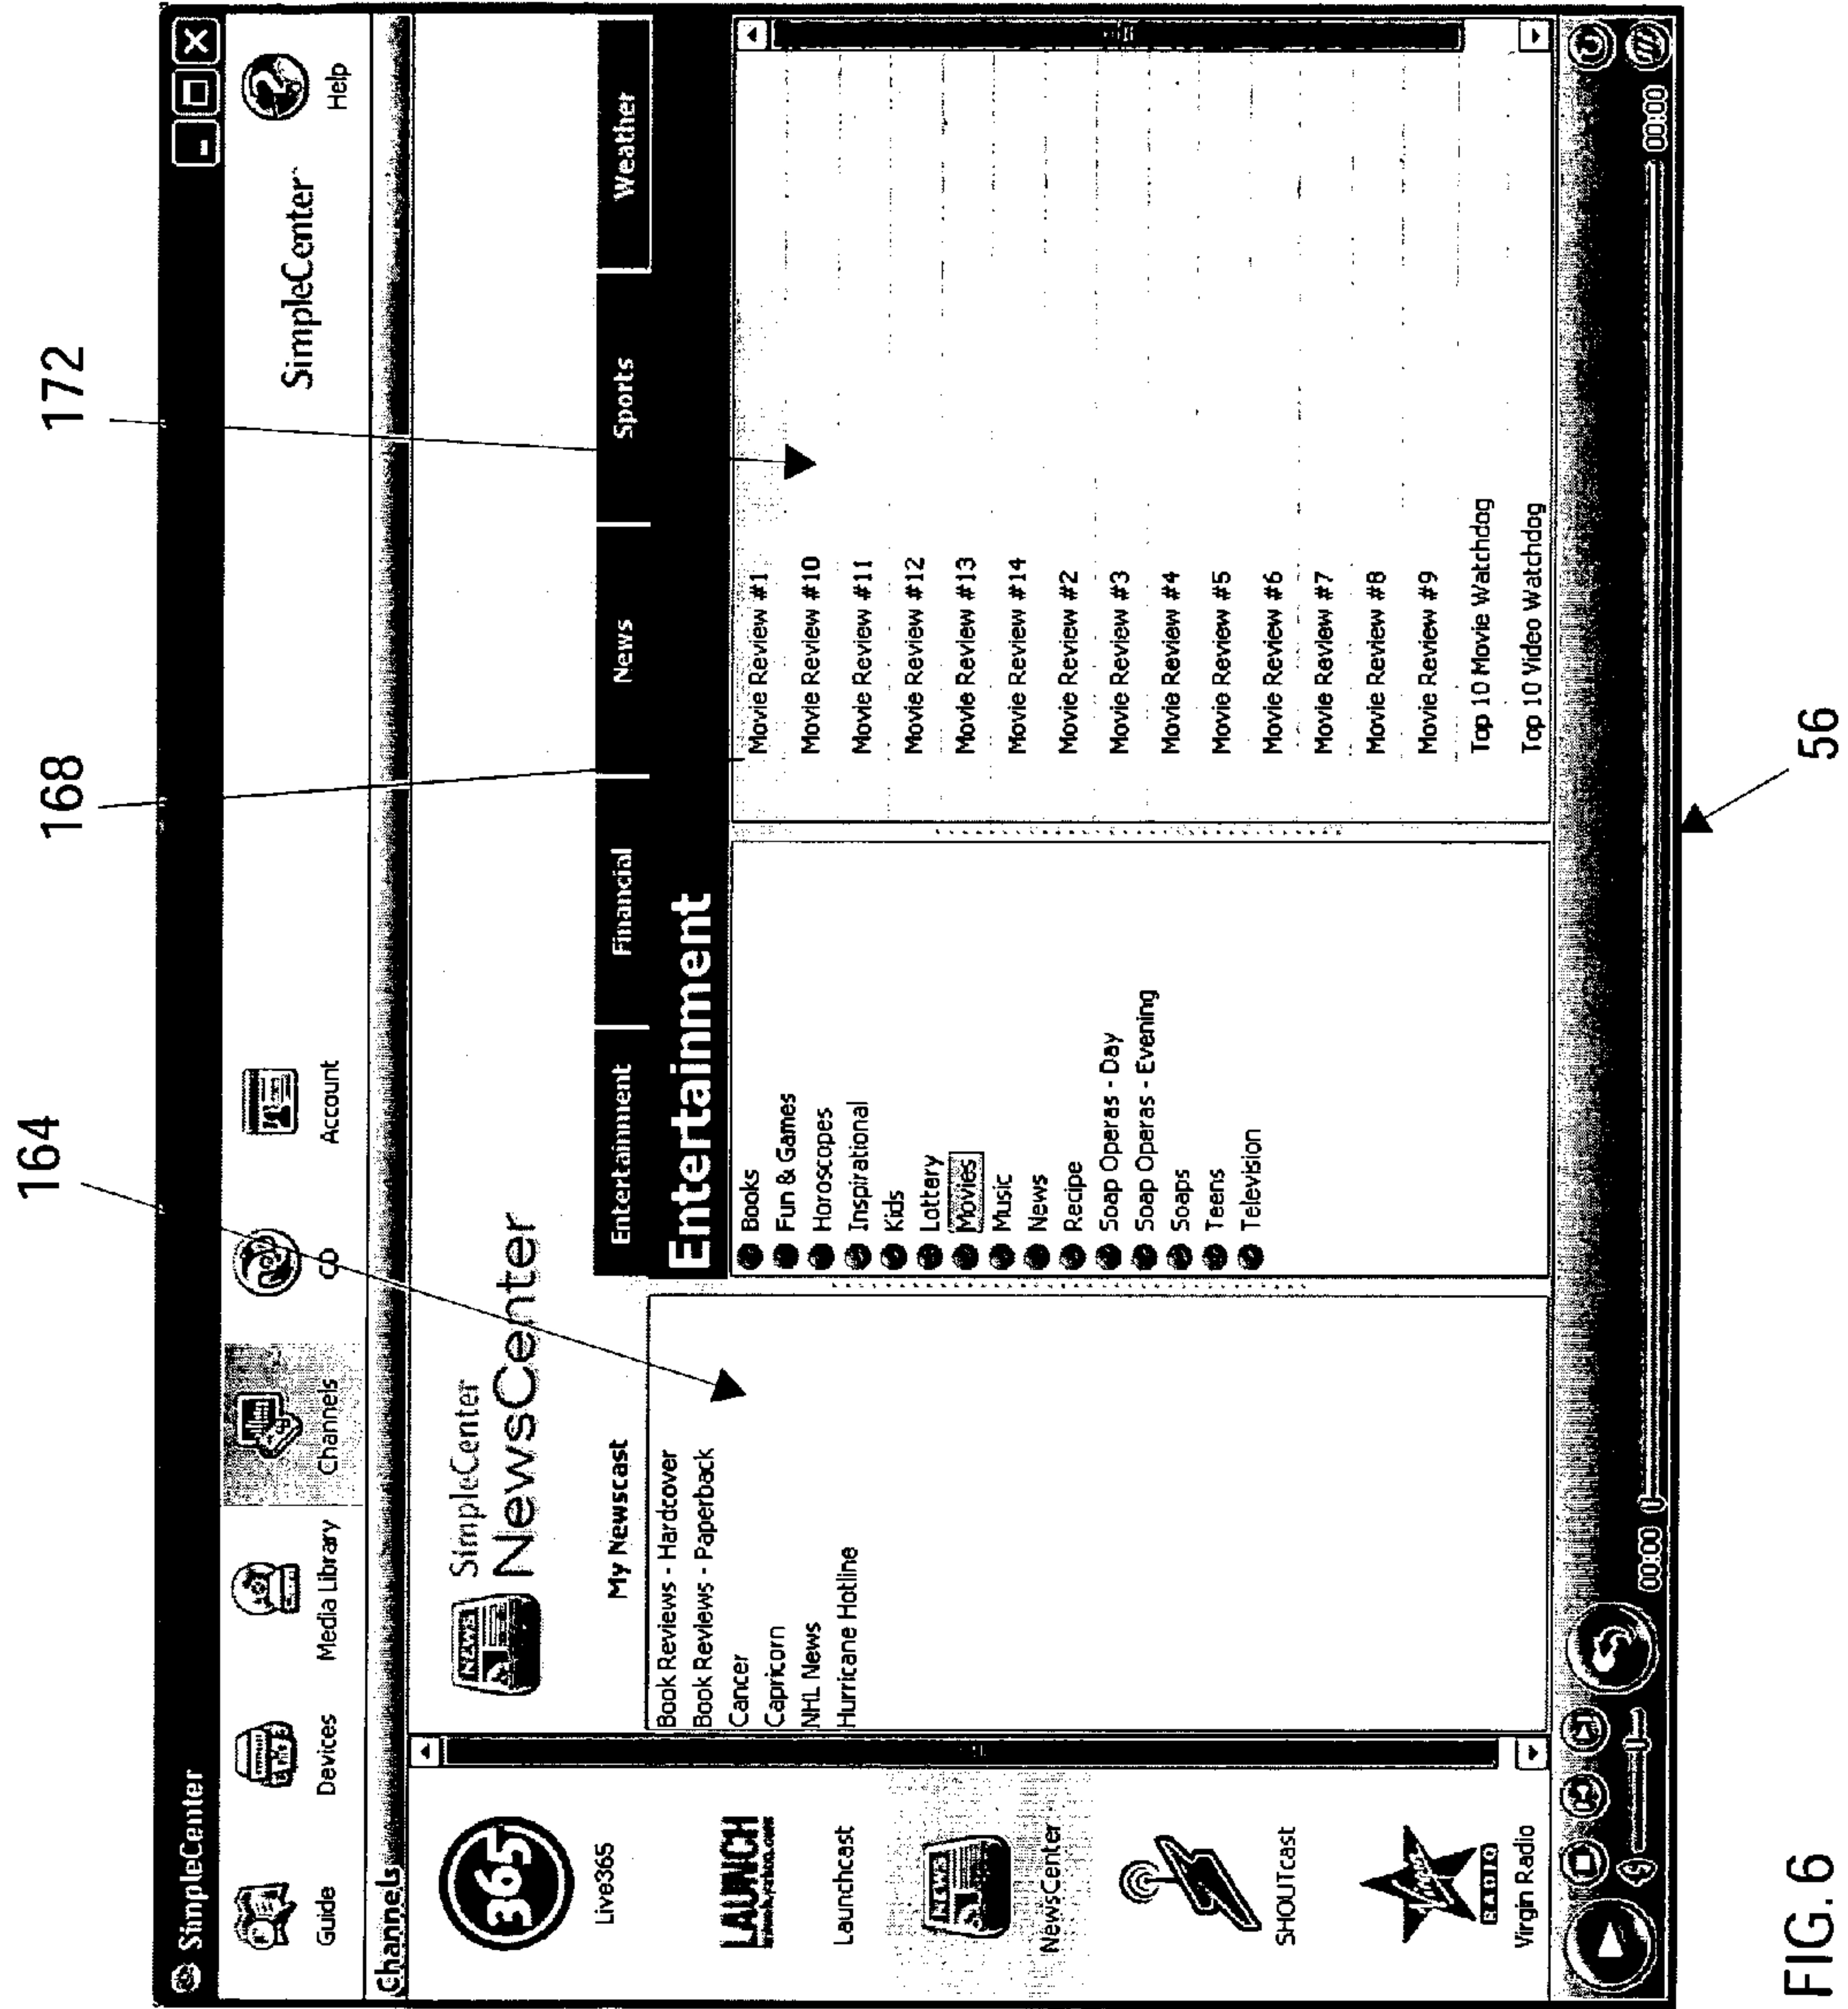 172
168
164
SimpleCenter
Guide
Devices
Media Library
Channels
CD
Account
SimpleCenter
Help
Channels
365
Live365
LAUNCH
Launchcast
NEWS
NewsCenter
SHOUTcast
Virgin
RADIO
Virgin Radio
NEWS
SimpleCenter
NewsCenter
My Newscast
Book Reviews - Hardcover
Book Reviews - Paperback
Cancer
Capricorn
NHL News
Hurricane Hotline
Entertainment
Financial
News
Sports
Weather
Entertainment
Books
Fun & Games
Horoscopes
Inspirational
Kids
Lottery
Movies
Music
News
Recipe
Soap Operas - Day
Soap Operas - Evening
Soaps
Teens
Television
Movie Review #1
Movie Review #10
Movie Review #11
Movie Review #12
Movie Review #13
Movie Review #14
Movie Review #2
Movie Review #3
Movie Review #4
Movie Review #5
Movie Review #6
Movie Review #7
Movie Review #8
Movie Review #9
Top 10 Movie Watchdog
Top 10 Video Watchdog
00:00
00:00
56
FIG. 6